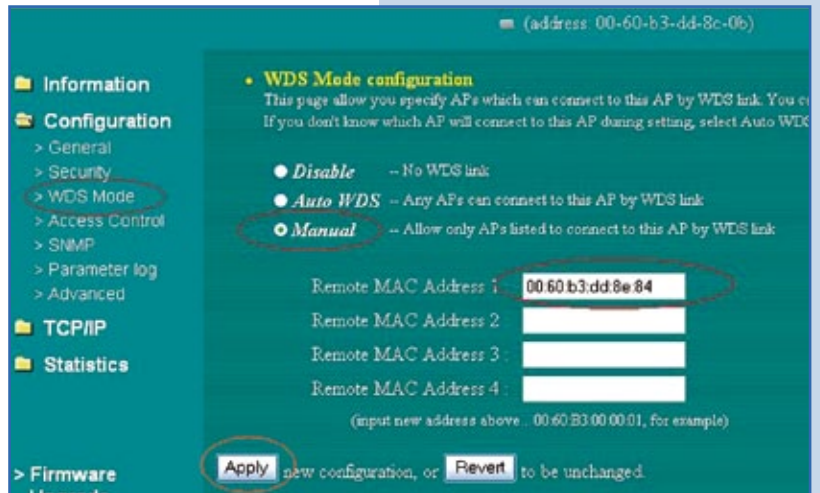 (address: 00-60-b3-dd-8c-0b)
Information
Configuration
> General
> Security
> WDS Mode
> Access Control
> SNMP
> Parameter log
> Advanced
TCP/IP
Statistics
> Firmware
• WDS Mode configuration
This page allow you specify APs which can connect to this AP by WDS link. You
If you don't know which AP will connect to this AP during setting, select Auto WDS
Disable -- No WDS link
Auto WDS -- Any APs can connect to this AP by WDS link
Manual -- Allow only APs listed to connect to this AP by WDS link
Remote MAC Address 1 00:60:b3:dd:8e:84
Remote MAC Address 2
Remote MAC Address 3 :
Remote MAC Address 4 :
(input new address above.. 00:60:B3:00:00:01, for example)
Apply new configuration, or Revert to be unchanged.